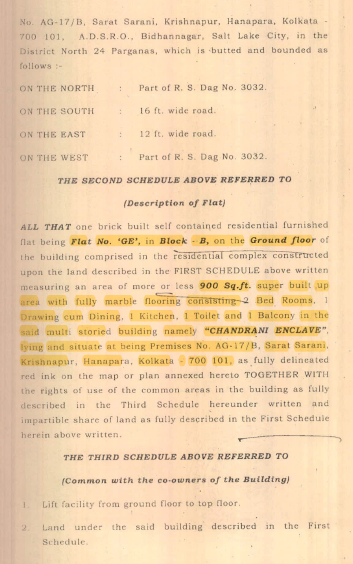 No. AG-17/B, Sarat Sarani, Krishnapur, Hanapara, Kolkata -
700 101, A.D.S.R.O., Bidhannagar, Salt Lake City, in the
District North 24 Parganas, which is butted and bounded as
follows :-
ON THE NORTH : Part of R. S. Dag No. 3032.
ON THE SOUTH : 16 ft. wide road.
ON THE EAST : 12 ft. wide road.
ON THE WEST : Part of R. S. Dag No. 3032.
THE SECOND SCHEDULE ABOVE REFERRED TO
(Description of Flat)
ALL THAT one brick built self contained residential furnished
flat being Flat No. 'GE', in Block - B, on the Ground floor of
the building comprised in the residential complex constructed
upon the land described in the FIRST SCHEDULE above written
measuring an area of more or less 900 Sq.ft. super built up
area with fully marble flooring consisting 2 Bed Rooms, 1
Drawing cum Dining, 1 Kitchen, 1 Toilet and 1 Balcony in the
said multi storied building namely "CHANDRANI ENCLAVE",
lying and situate at being Premises No. AG-17/B, Sarat Sarani,
Krishnapur, Hanapara, Kolkata - 700 101, as fully delineated
red ink on the map or plan annexed hereto TOGETHER WITH
the rights of use of the common areas in the building as fully
described in the Third Schedule hereunder written and
impartible share of land as fully described in the First Schedule
herein above written.
THE THIRD SCHEDULE ABOVE REFERRED TO
(Common with the co-owners of the Building)
1. Lift facility from ground floor to top floor.
2. Land under the said building described in the First
Schedule.